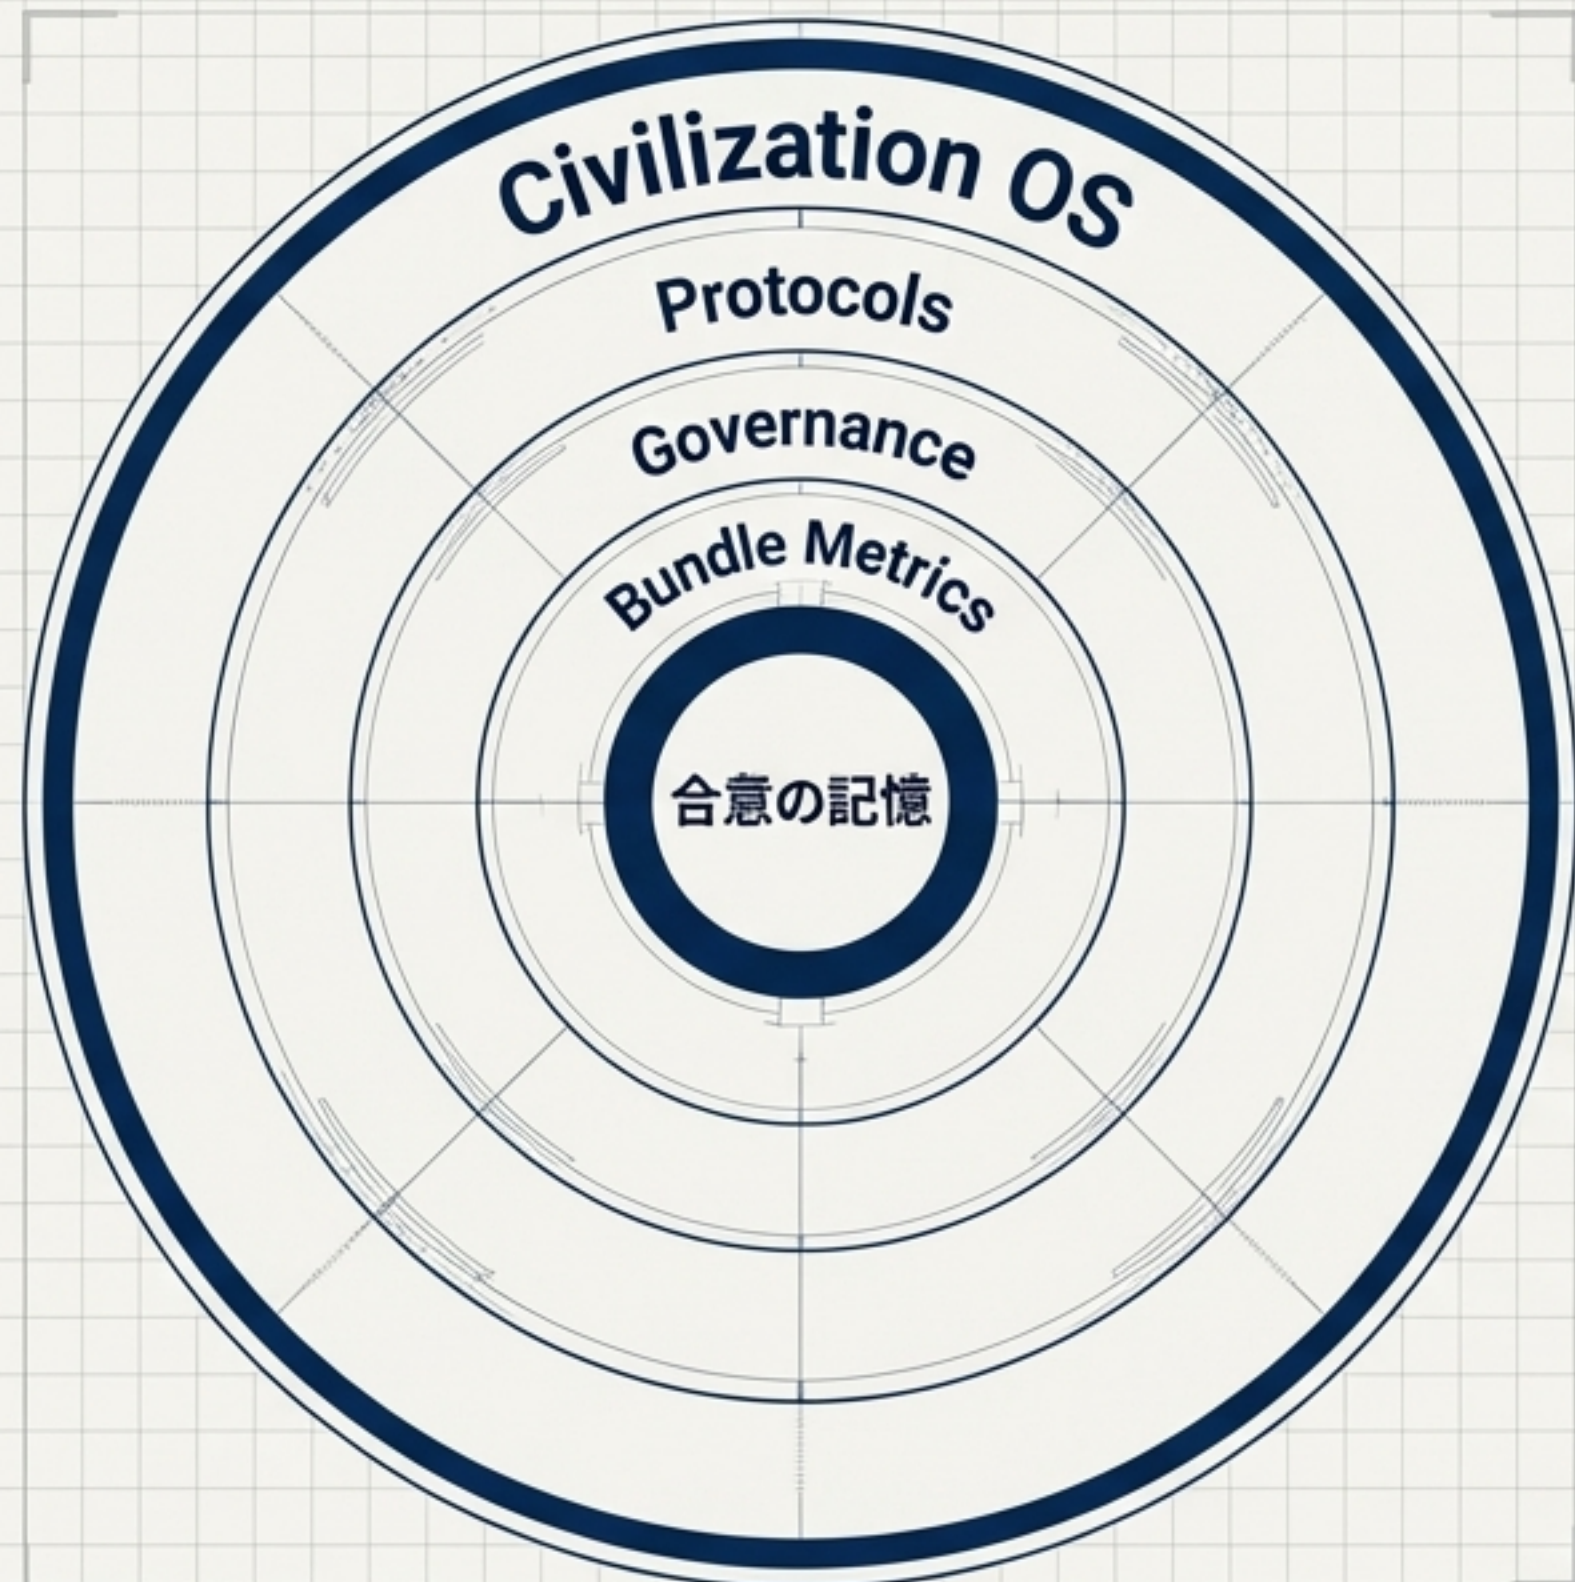 Civilization OS
Protocols
Governance
Bundle Metrics
合意の記憶